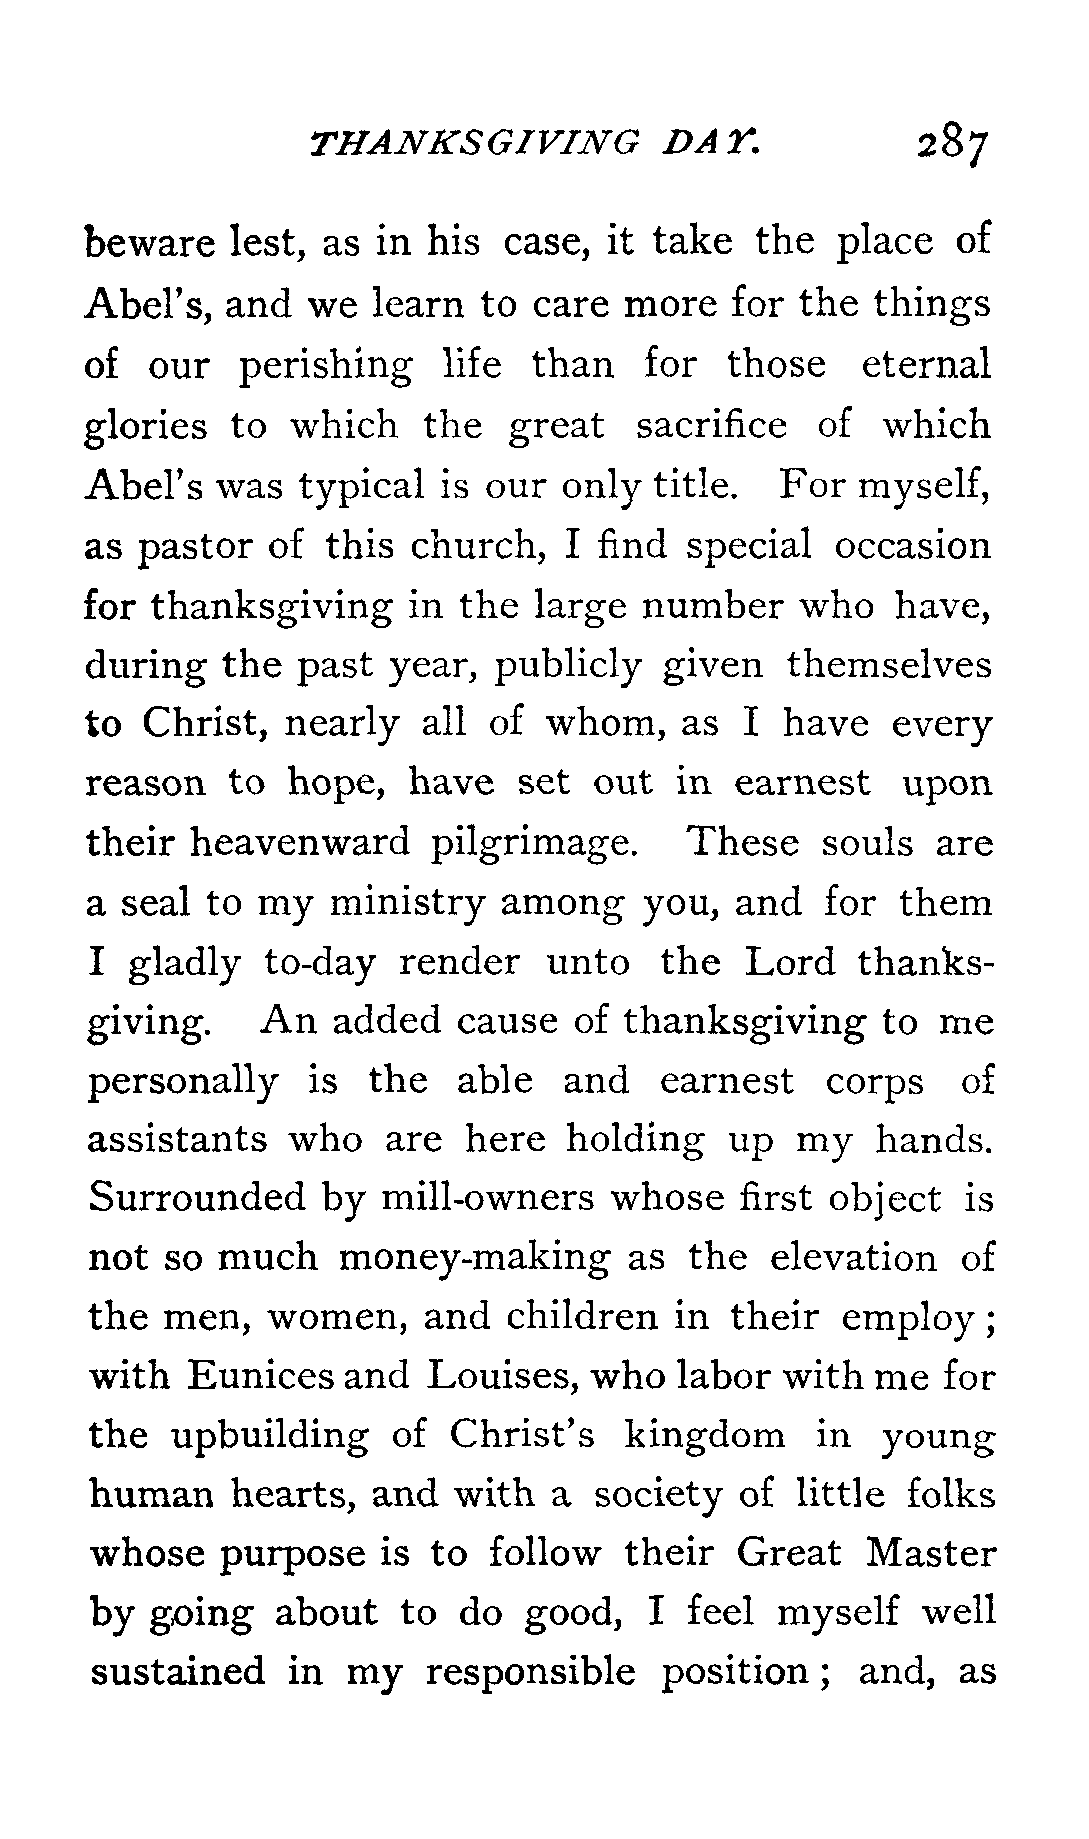 THANKSGIVING DAY. 287
beware lest, as in his case, it take the place of
Abel's, and we learn to care more for the things
of our perishing life than for those eternal
glories to which the great sacrifice of which
Abel's was typical is our only title. For myself,
as pastor of this church, I find special occasion
for thanksgiving in the large number who have,
during the past year, publicly given themselves
to Christ, nearly all of whom, as I have every
reason to hope, have set out in earnest upon
their heavenward pilgrimage. These souls are
a seal to my ministry among you, and for them
I gladly to-day render unto the Lord thanks-
giving. An added cause of thanksgiving to me
personally is the able and earnest corps of
assistants who are here holding up my hands.
Surrounded by mill-owners whose first object is
not so much money-making as the elevation of
the men, women, and children in their employ ;
with Eunices and Louises, who labor with me for
the upbuilding of Christ's kingdom in young
human hearts, and with a society of little folks
whose purpose is to follow their Great Master
by going about to do good, I feel myself well
sustained in my responsible position ; and, as